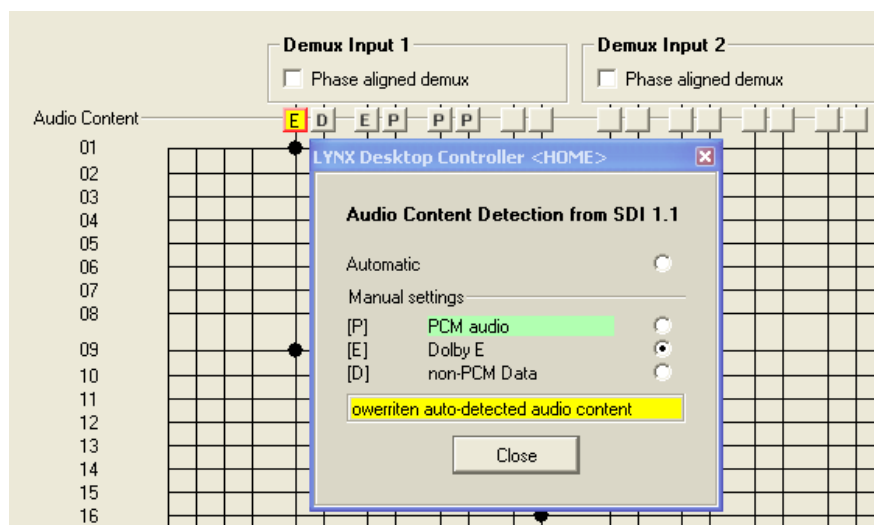 Demux Input 1 Demux Input 2
Phase aligned demux Phase aligned demux
Audio Content E D E P P P
01
LYNX Desktop Controller <HOME>
02
03
Audio Content Detection from SDI 1.1
04
05
06
Automatic
07
Manual settings
08
[P] PCM audio
09
[E] Dolby E
10
[D] non-PCM Data
11
owerriten auto-detected audio content
12
13
Close
14
15
16